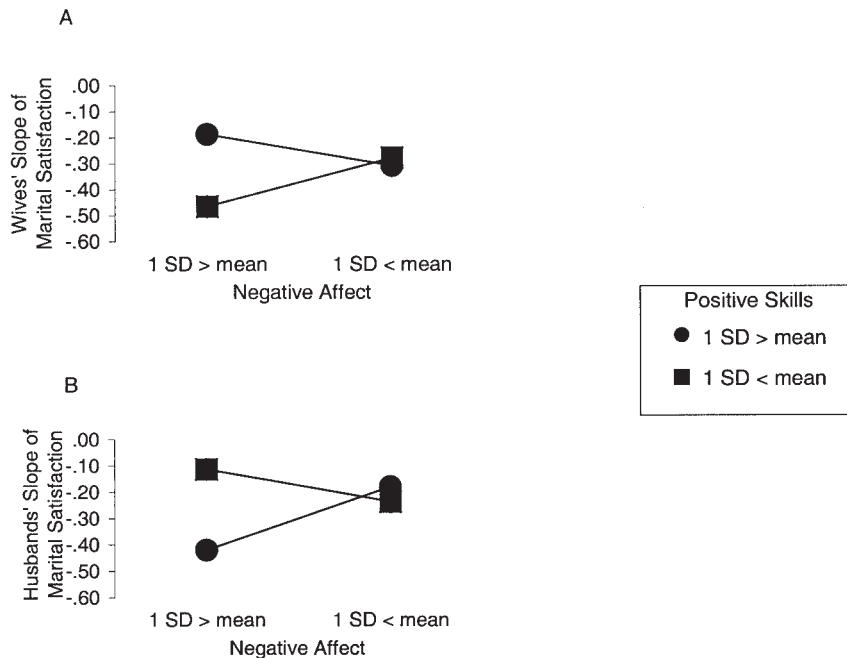 A
Wives' Slope of
Marital Satisfaction
.00
-.10
-.20
-.30
-.40
-.50
-.60
1 SD > mean
1 SD < mean
Negative Affect
Positive Skills
1 SD > mean
1 SD < mean
B
Husbands' Slope of
Marital Satisfaction
.00
-.10
-.20
-.30
-.40
-.50
-.60
1 SD > mean
1 SD < mean
Negative Affect